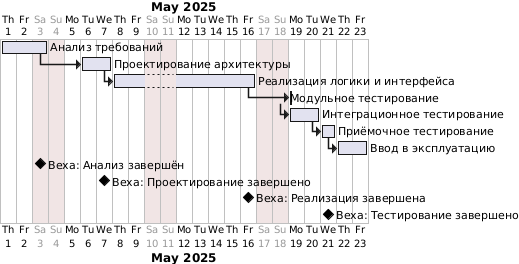 May 2025
Th Fr Sa Su Mo Tu We Th Fr Sa Su Mo Tu We Th Fr Sa Su Mo Tu We Th Fr
1 2 3 4 5 6 7 8 9 10 11 12 13 14 15 16 17 18 19 20 21 22 23
Анализ требований
Проектирование архитектуры
Реализация логики и интерфейса
Модульное тестирование
Интеграционное тестирование
Приёмочное тестирование
Ввод в эксплуатацию
Веха: Анализ завершён
Веха: Проектирование завершено
Веха: Реализация завершена
Веха: Тестирование завершено
Th Fr Sa Su Mo Tu We Th Fr Sa Su Mo Tu We Th Fr Sa Su Mo Tu We Th Fr
1 2 3 4 5 6 7 8 9 10 11 12 13 14 15 16 17 18 19 20 21 22 23
May 2025